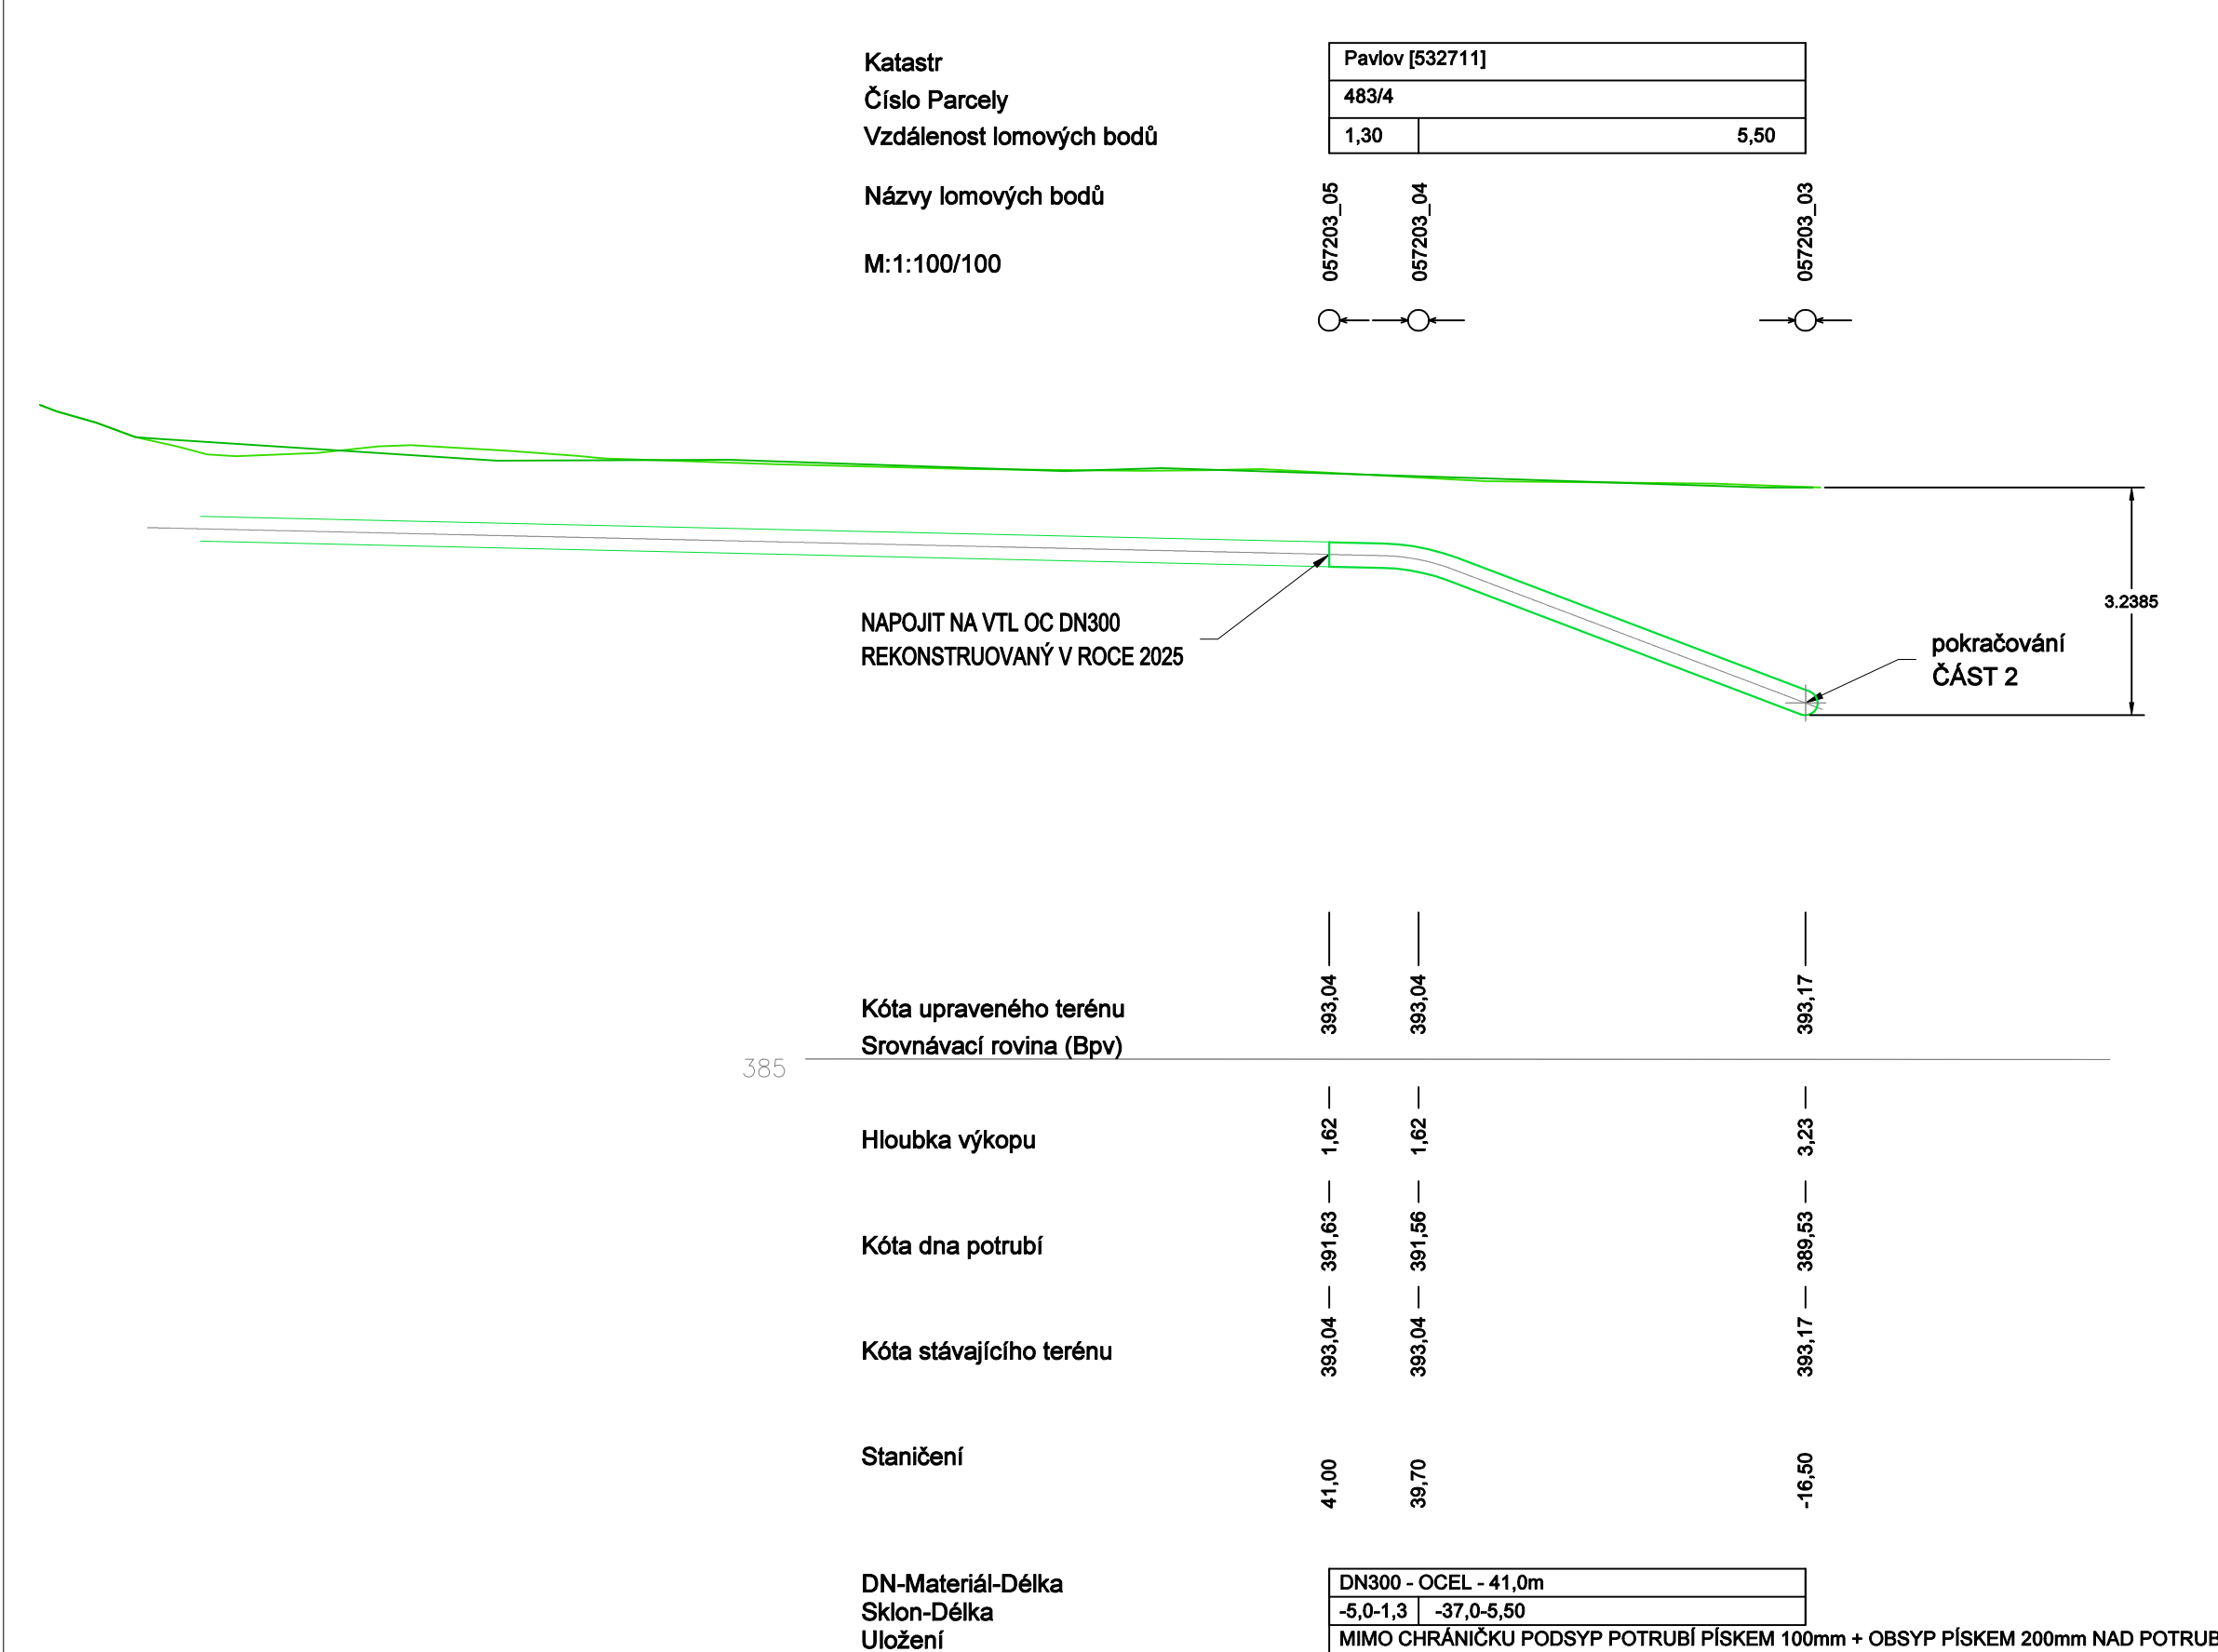 Katastr
Pavlov [532711]
Číslo Parcely
483/4
Vzdálenost lomových bodů
1,30 5,50
Názvy lomových bodů
057203_05 057203_04 057203_03
M:1:100/100
3.2385
NAPOJIT NA VTL OC DN300
REKONSTRUOVANÝ V ROCE 2025
pokračování
ČÁST 2
Kóta upraveného terénu
393,04 393,04 393,17
Srovnávací rovina (Bpv)
385
Hloubka výkopu
1,62 1,62 3,23
Kóta dna potrubí
391,63 391,56 389,53
Kóta stávajícího terénu
393,04 393,04 393,17
Staničení
41,00 39,70 -16,50
DN-Materiál-Délka
DN300 - OCEL - 41,0m
Sklon-Délka
-5,0-1,3 -37,0-5,50
Uložení
MIMO CHRÁNIČKU PODSYP POTRUBÍ PÍSKEM 100mm + OBSYP PÍSKEM 200mm NAD POTRUB